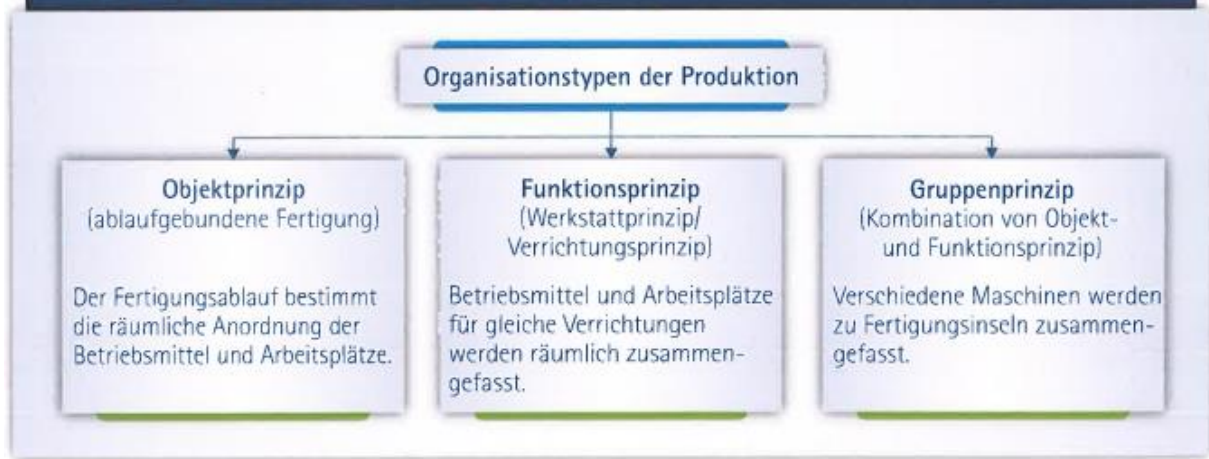 Organisationstypen der Produktion
Objektprinzip
(ablaufgebundene Fertigung)
Der Fertigungsablauf bestimmt
die räumliche Anordnung der
Betriebsmittel und Arbeitsplätze.
Funktionsprinzip
(Werkstattprinzip/
Verrichtungsprinzip)
Betriebsmittel und Arbeitsplätze
für gleiche Verrichtungen
werden räumlich zusammen-
gefasst.
Gruppenprinzip
(Kombination von Objekt-
und Funktionsprinzip)
Verschiedene Maschinen werden
zu Fertigungsinseln zusammen-
gefasst.